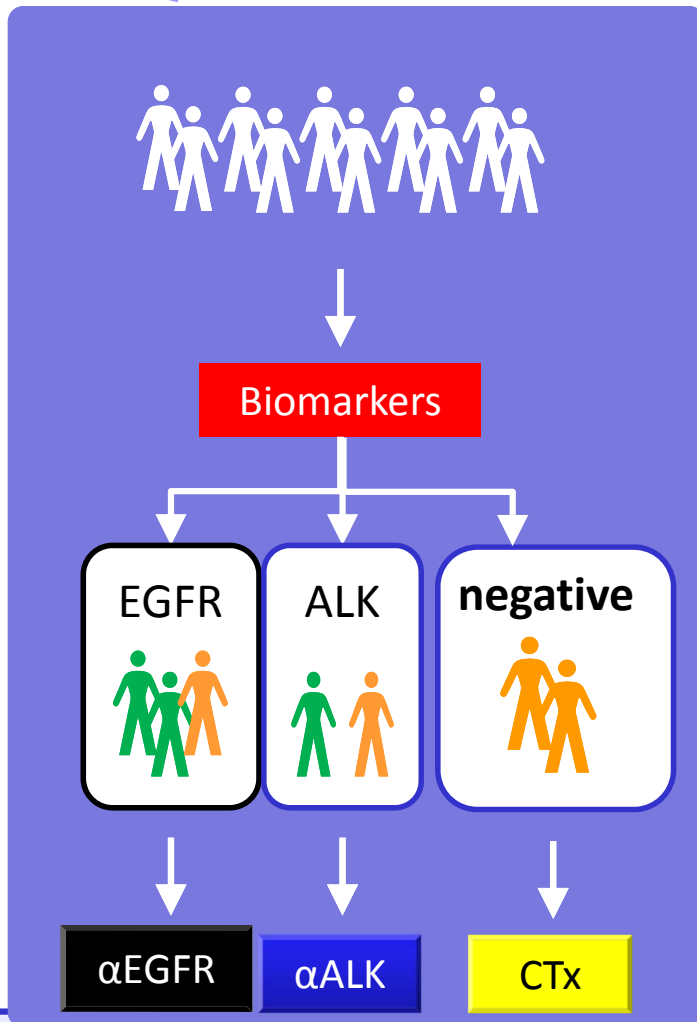 Biomarkers
EGFR
ALK
negative
αEGFR
αALK
CTx